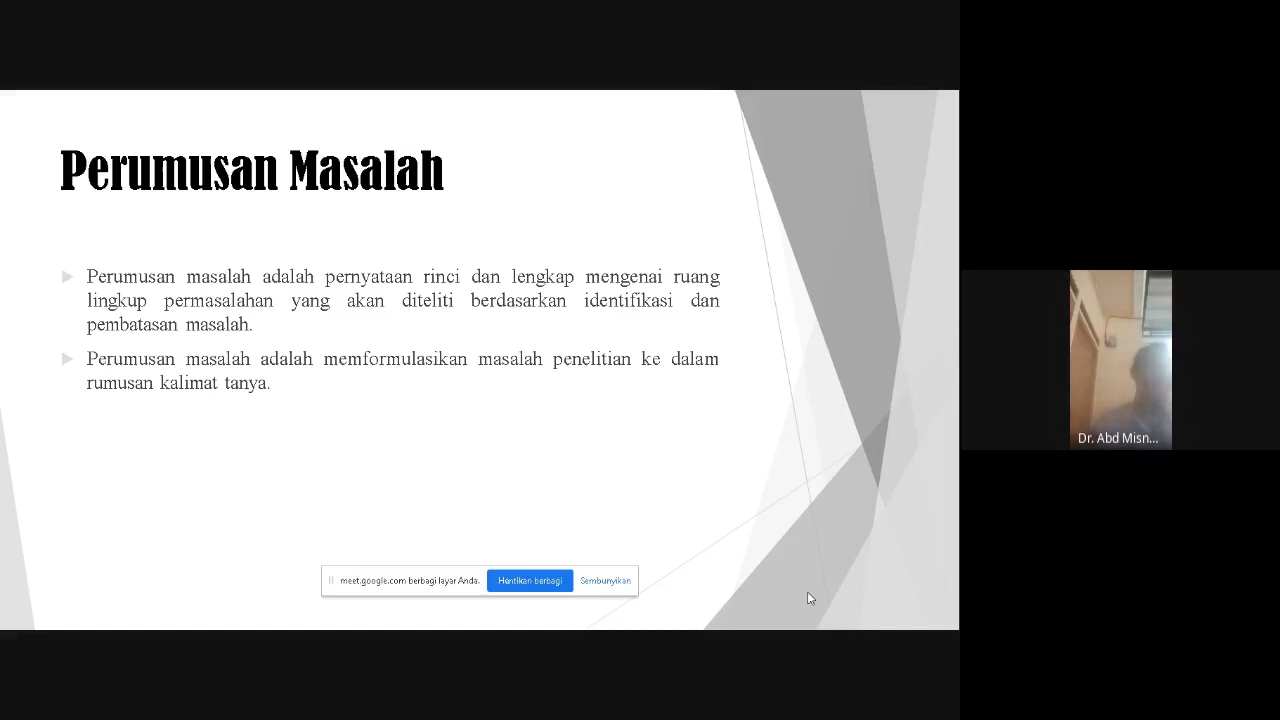 Perumusan Masalah
Perumusan masalah adalah pernyataan rinci dan lengkap mengenai ruang
lingkup permasalahan yang akan diteliti berdasarkan identifikasi dan
pembatasan masalah.
Perumusan masalah adalah memformulasikan masalah penelitian ke dalam
rumusan kalimat tanya.
meet.google.com berbagi layar Anda.
Hentikan berbagi
Sembunyikan
Dr. Abd Misn...